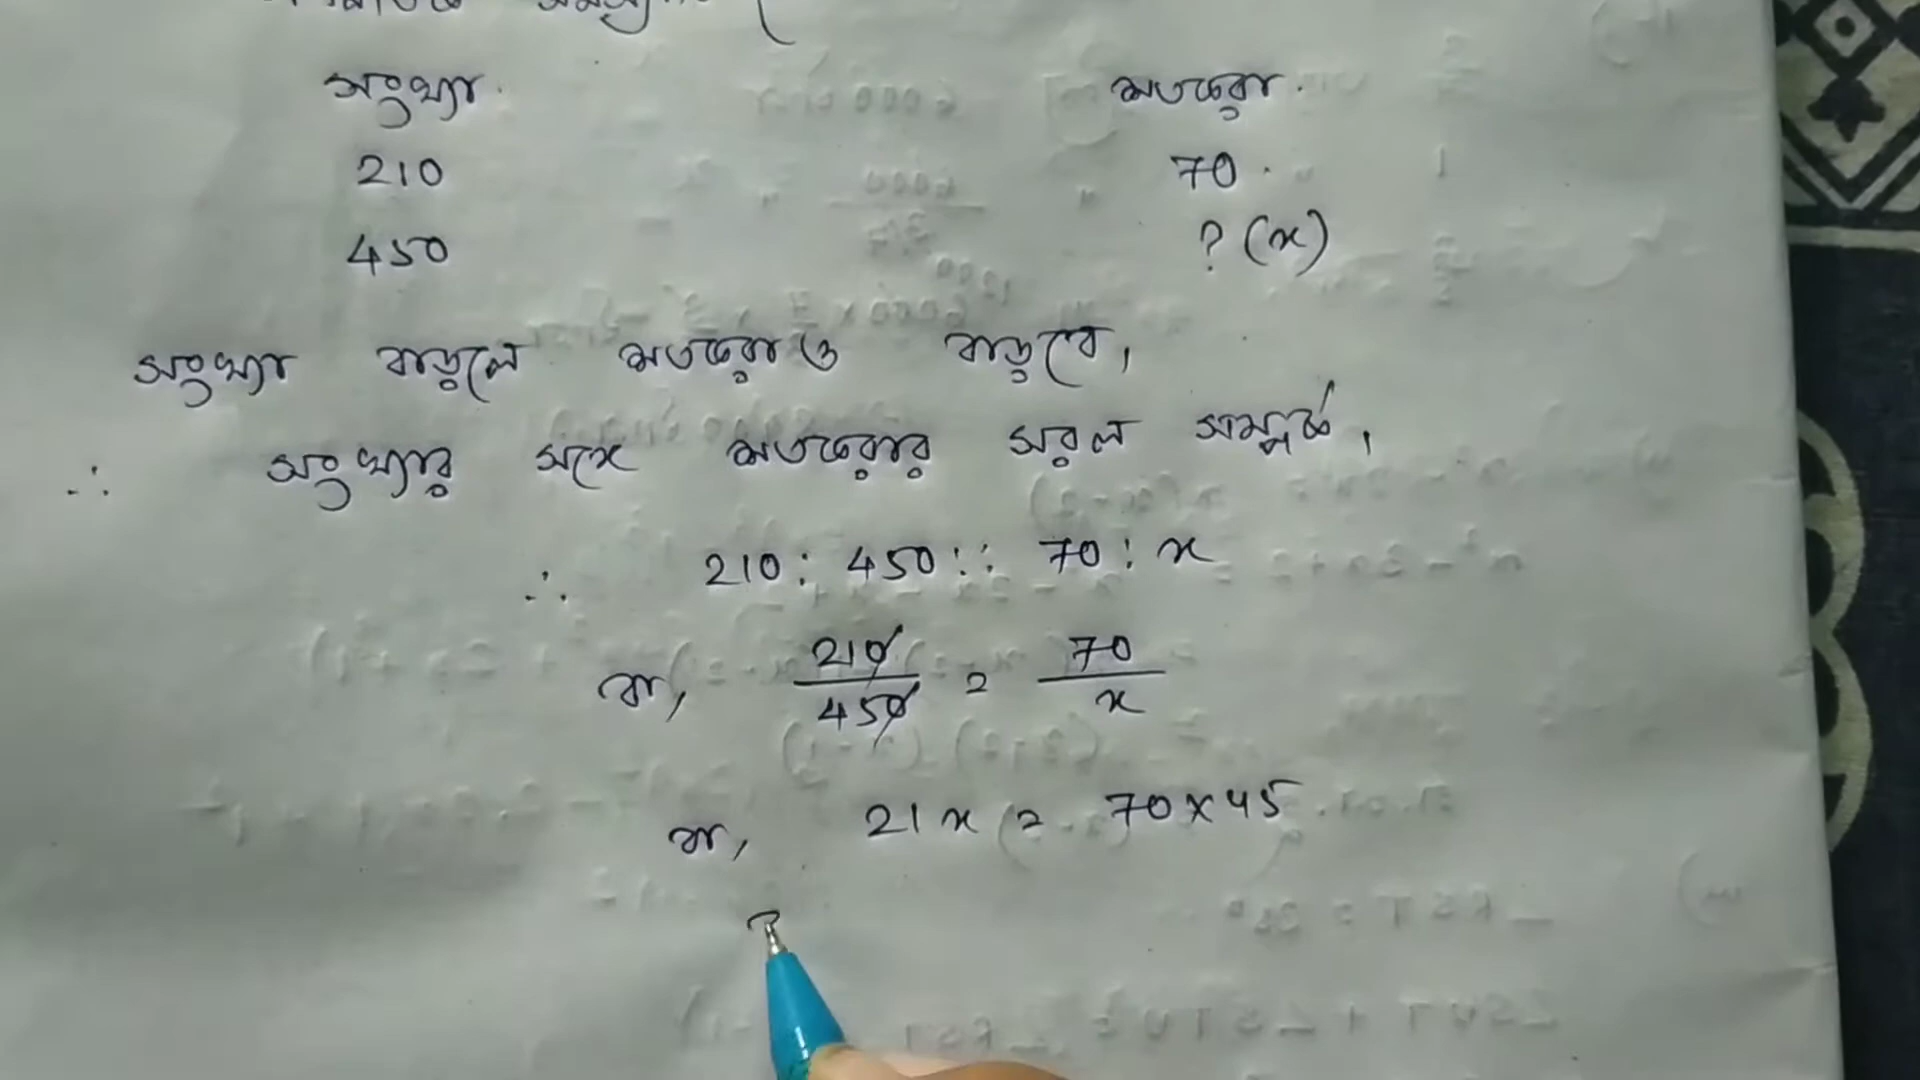 সংখ্যা শতকরা
210 70
450 ? (x)
সংখ্যা বাড়লে শতকরাও বাড়বে,
∴ সংখ্যার সঙ্গে শতকরার সরল সম্পর্ক,
∴ 210 : 450 :: 70 : x
বা, 210/450 = 70/x
বা, 21x = 70×45